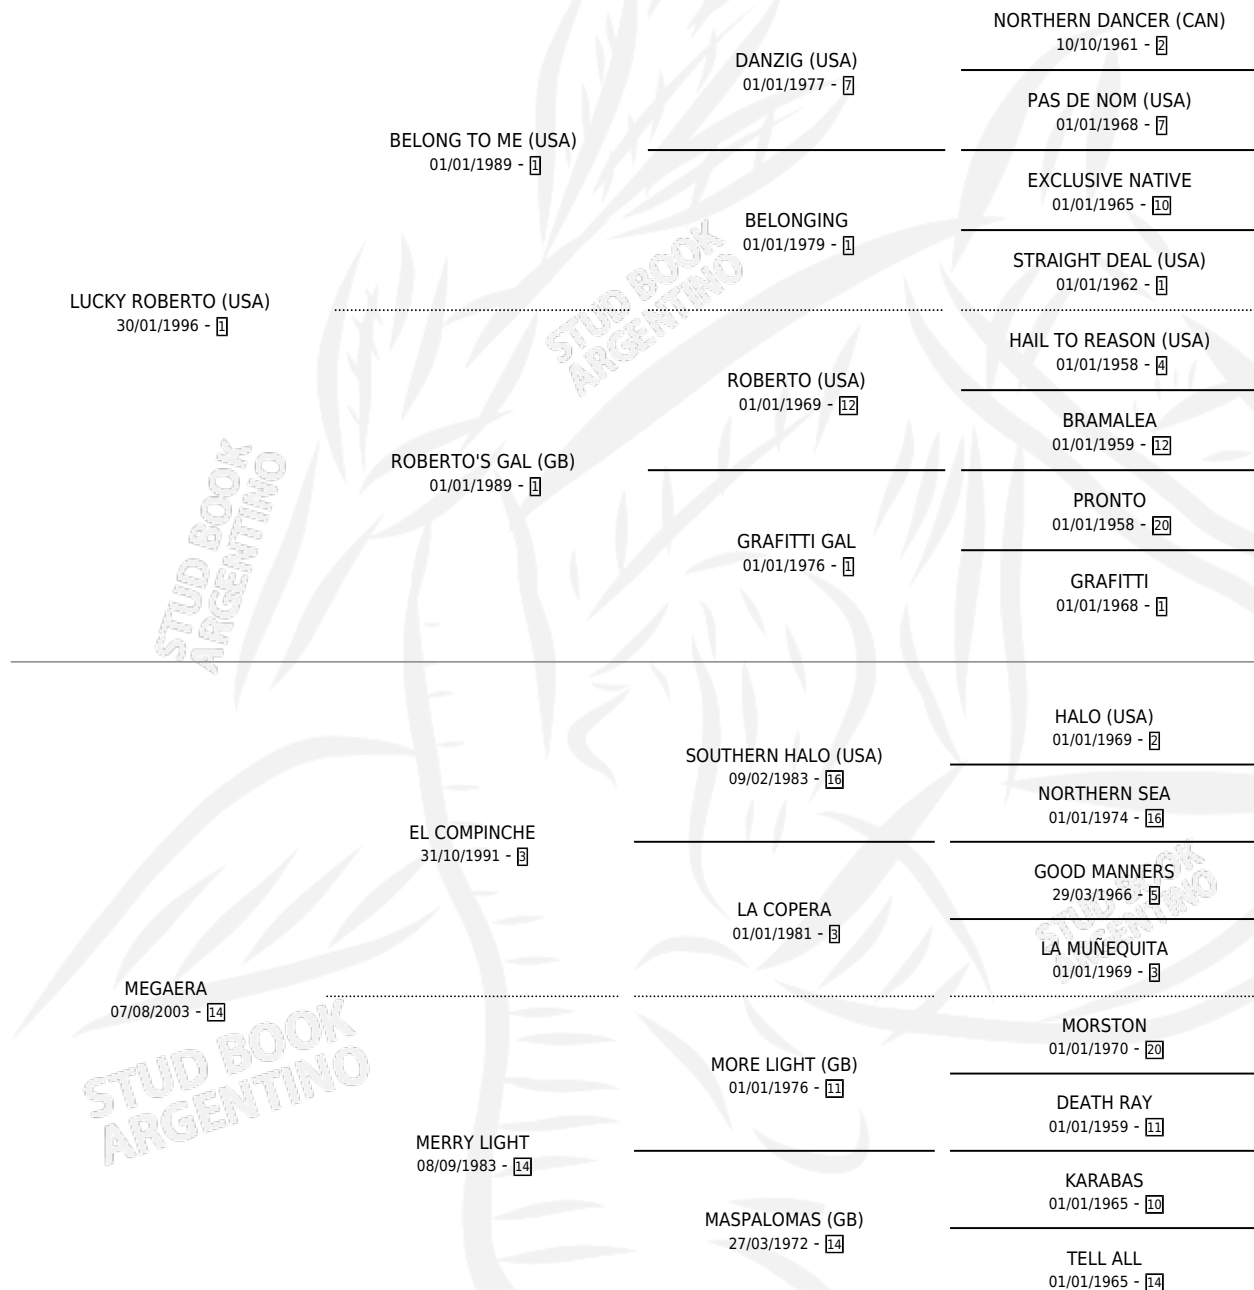 NORTHERN DANCER (CAN)
10/10/1961 - 2
DANZIG (USA)
01/01/1977 - 7
PAS DE NOM (USA)
01/01/1968 - 7
BELONG TO ME (USA)
01/01/1989 - 1
EXCLUSIVE NATIVE
01/01/1965 - 10
BELONGING
01/01/1979 - 1
STRAIGHT DEAL (USA)
01/01/1962 - 1
LUCKY ROBERTO (USA)
30/01/1996 - 1
HAIL TO REASON (USA)
01/01/1958 - 4
ROBERTO (USA)
01/01/1969 - 12
BRAMALEA
01/01/1959 - 12
ROBERTO'S GAL (GB)
01/01/1989 - 1
PRONTO
01/01/1958 - 20
GRAFITTI GAL
01/01/1976 - 1
GRAFITTI
01/01/1968 - 1
HALO (USA)
01/01/1969 - 2
SOUTHERN HALO (USA)
09/02/1983 - 16
NORTHERN SEA
01/01/1974 - 16
EL COMPINCHE
31/10/1991 - 3
GOOD MANNERS
29/03/1966 - 5
LA COPERA
01/01/1981 - 3
LA MUÑEQUITA
01/01/1969 - 3
MEGAERA
07/08/2003 - 14
MORSTON
01/01/1970 - 20
MORE LIGHT (GB)
01/01/1976 - 11
DEATH RAY
01/01/1959 - 11
MERRY LIGHT
08/09/1983 - 14
KARABAS
01/01/1965 - 10
MASPALOMAS (GB)
27/03/1972 - 14
TELL ALL
01/01/1965 - 14
STUD BOOK
ARGENTINO
STUD BOOK
ARGENTINO
STUD BOOK
ARGENTINO
STUD BOOK
ARGENTINO